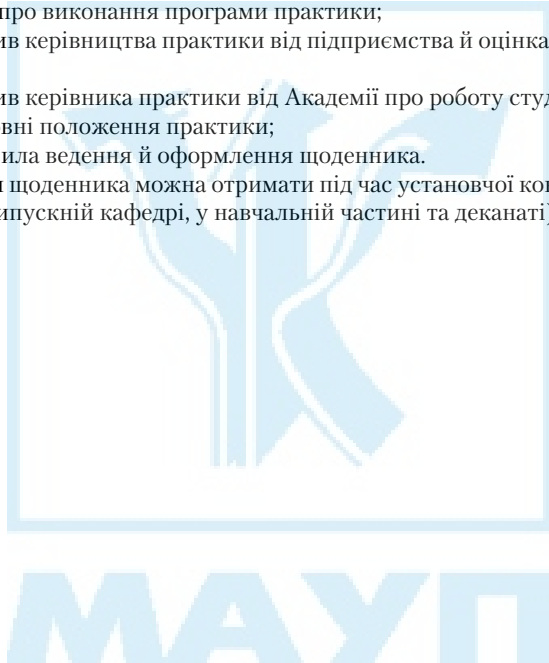 про виконання програми практики;
ив керівництва практики від підприємства й оцінка
ив керівника практики від Академії про роботу студ
вні положення практики;
ила ведення й оформлення щоденника.
щоденника можна отримати під час установчої кон
ипускній кафедрі, у навчальній частині та деканаті)
МАУП